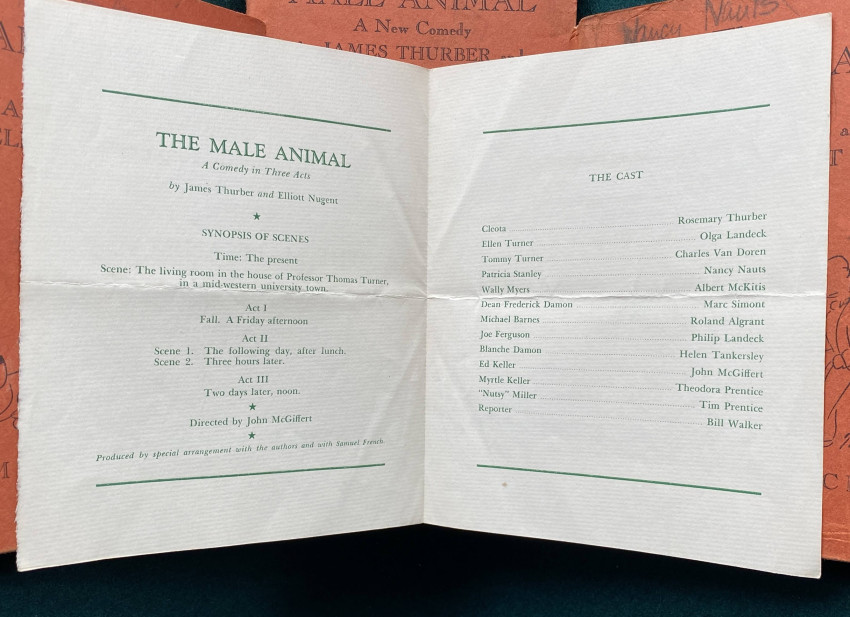 MALE ANIMAL
A New Comedy
JAMES THURBER
Nancy Nauts
THE MALE ANIMAL
A Comedy in Three Acts
by James Thurber and Elliott Nugent
★
SYNOPSIS OF SCENES
Time: The present
Scene: The living room in the house of Professor Thomas Turner,
in a mid-western university town.
Act I
Fall. A Friday afternoon
Act II
Scene 1. The following day, after lunch.
Scene 2. Three hours later.
Act III
Two days later, noon.
★
Directed by John McGiffert
★
Produced by special arrangement with the authors and with Samuel French
THE CAST
Cleota Rosemary Thurber
Ellen Turner Olga Landeck
Tommy Turner Charles Van Doren
Patricia Stanley Nancy Nauts
Wally Myers Albert McKitis
Dean Frederick Damon Marc Simont
Michael Barnes Roland Algrant
Joe Ferguson Philip Landeck
Blanche Damon Helen Tankersley
Ed Keller John McGiffert
Myrtle Keller Theodora Prentice
"Nutsy" Miller Tim Prentice
Reporter Bill Walker